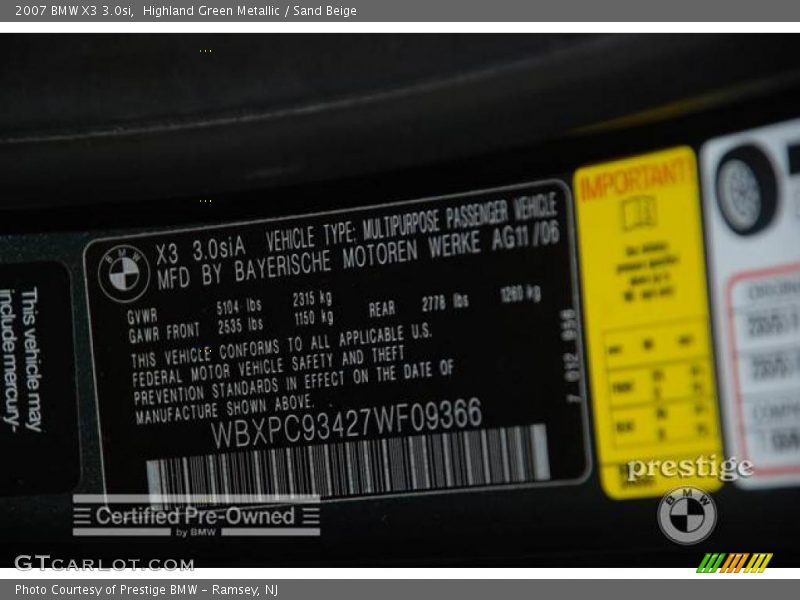 2007 BMW X3 3.0si, Highland Green Metallic / Sand Beige
BMW
X3 3.0siA VEHICLE TYPE: MULTIPURPOSE PASSENGER VEHICLE
MFD BY BAYERISCHE MOTOREN WERKE AG11/06
GVWR 5104 lbs 2315 kg
GAWR FRONT 2535 lbs 1150 kg REAR 2778 lbs 1260 kg
THIS VEHICLE CONFORMS TO ALL APPLICABLE U.S.
FEDERAL MOTOR VEHICLE SAFETY AND THEFT
PREVENTION STANDARDS IN EFFECT ON THE DATE OF
MANUFACTURE SHOWN ABOVE.
WBXPC93427WF09366
This vehicle may
include mercury-
IMPORTANT!
prestige
BMW
Certified Pre-Owned
by BMW
GTcarlot.com
Photo Courtesy of Prestige BMW - Ramsey, NJ